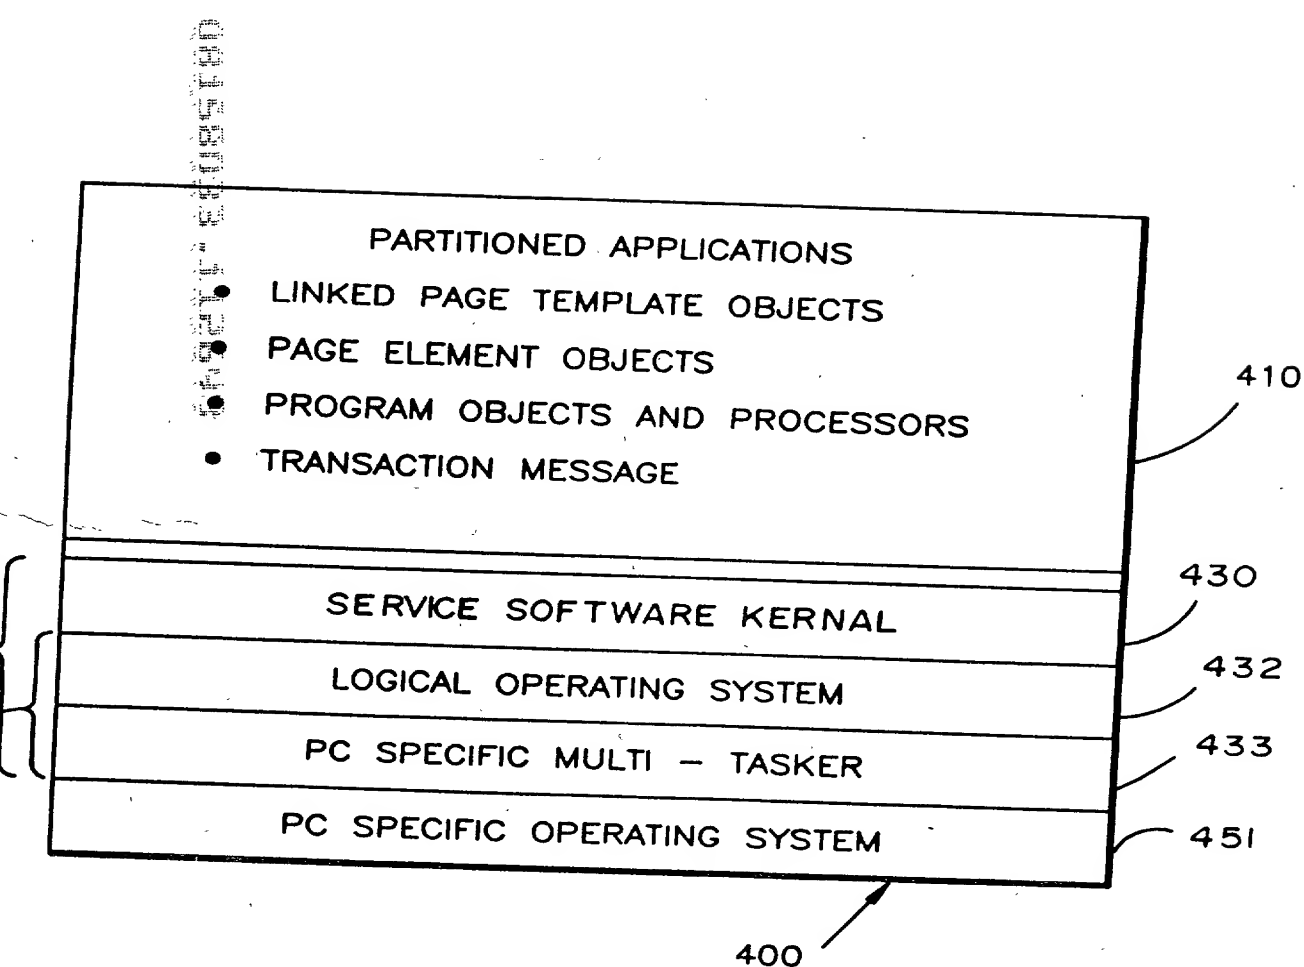 PARTITIONED APPLICATIONS
● LINKED PAGE TEMPLATE OBJECTS
● PAGE ELEMENT OBJECTS
● PROGRAM OBJECTS AND PROCESSORS
● TRANSACTION MESSAGE
410
SERVICE SOFTWARE KERNAL
430
LOGICAL OPERATING SYSTEM
432
PC SPECIFIC MULTI – TASKER
433
PC SPECIFIC OPERATING SYSTEM
451
400